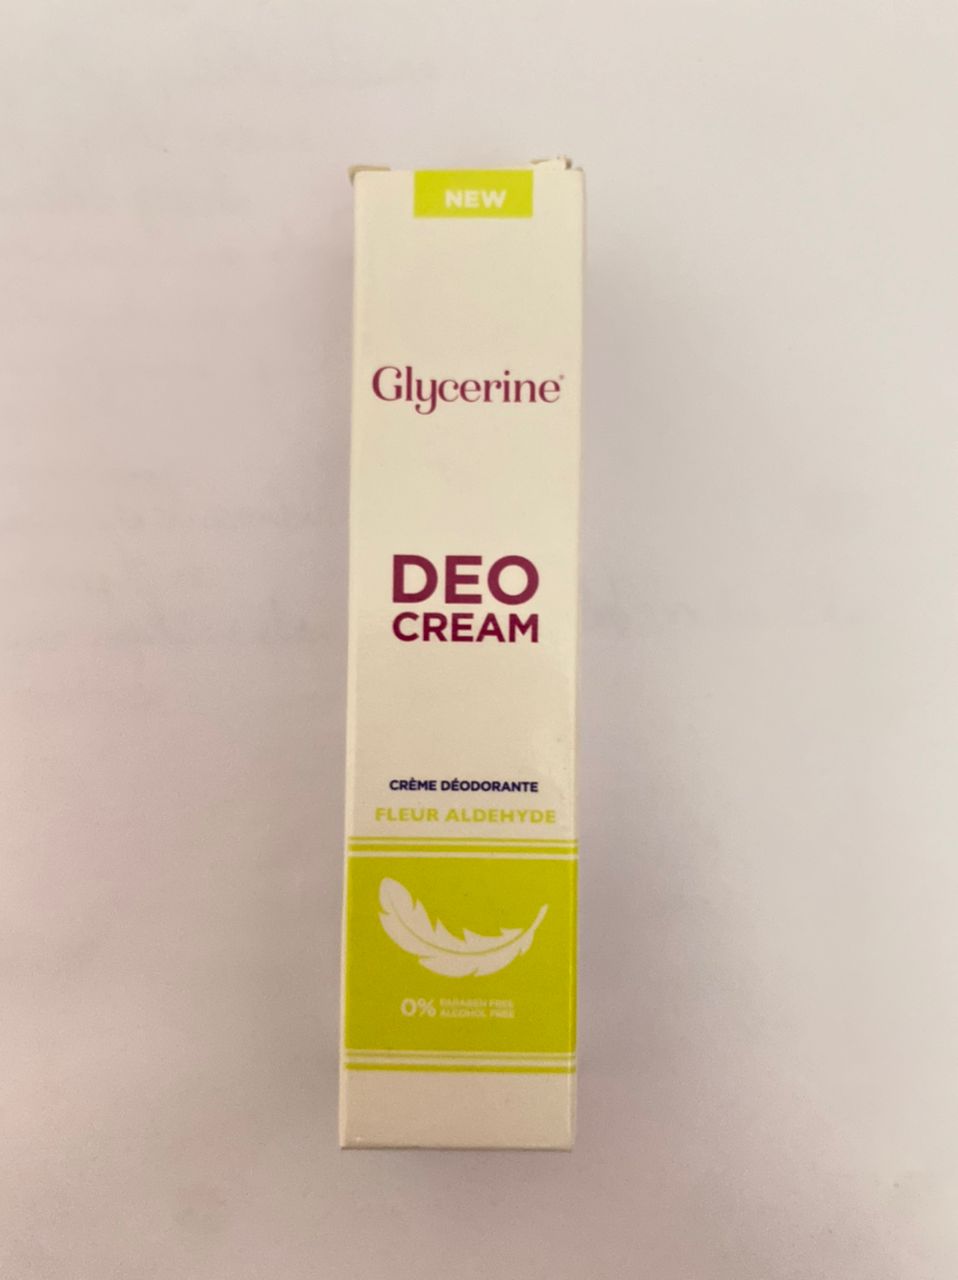 NEW
Glycerine®
DEO
CREAM
CRÈME DÉODORANTE
FLEUR ALDEHYDE
0% PARABEN FREE
ALCOHOL FREE